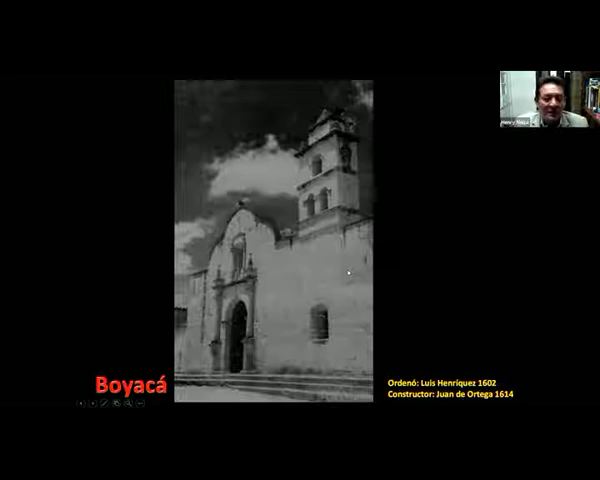 Boyacá
Ordenó: Luis Henríquez 1602
Constructor: Juan de Ortega 1614